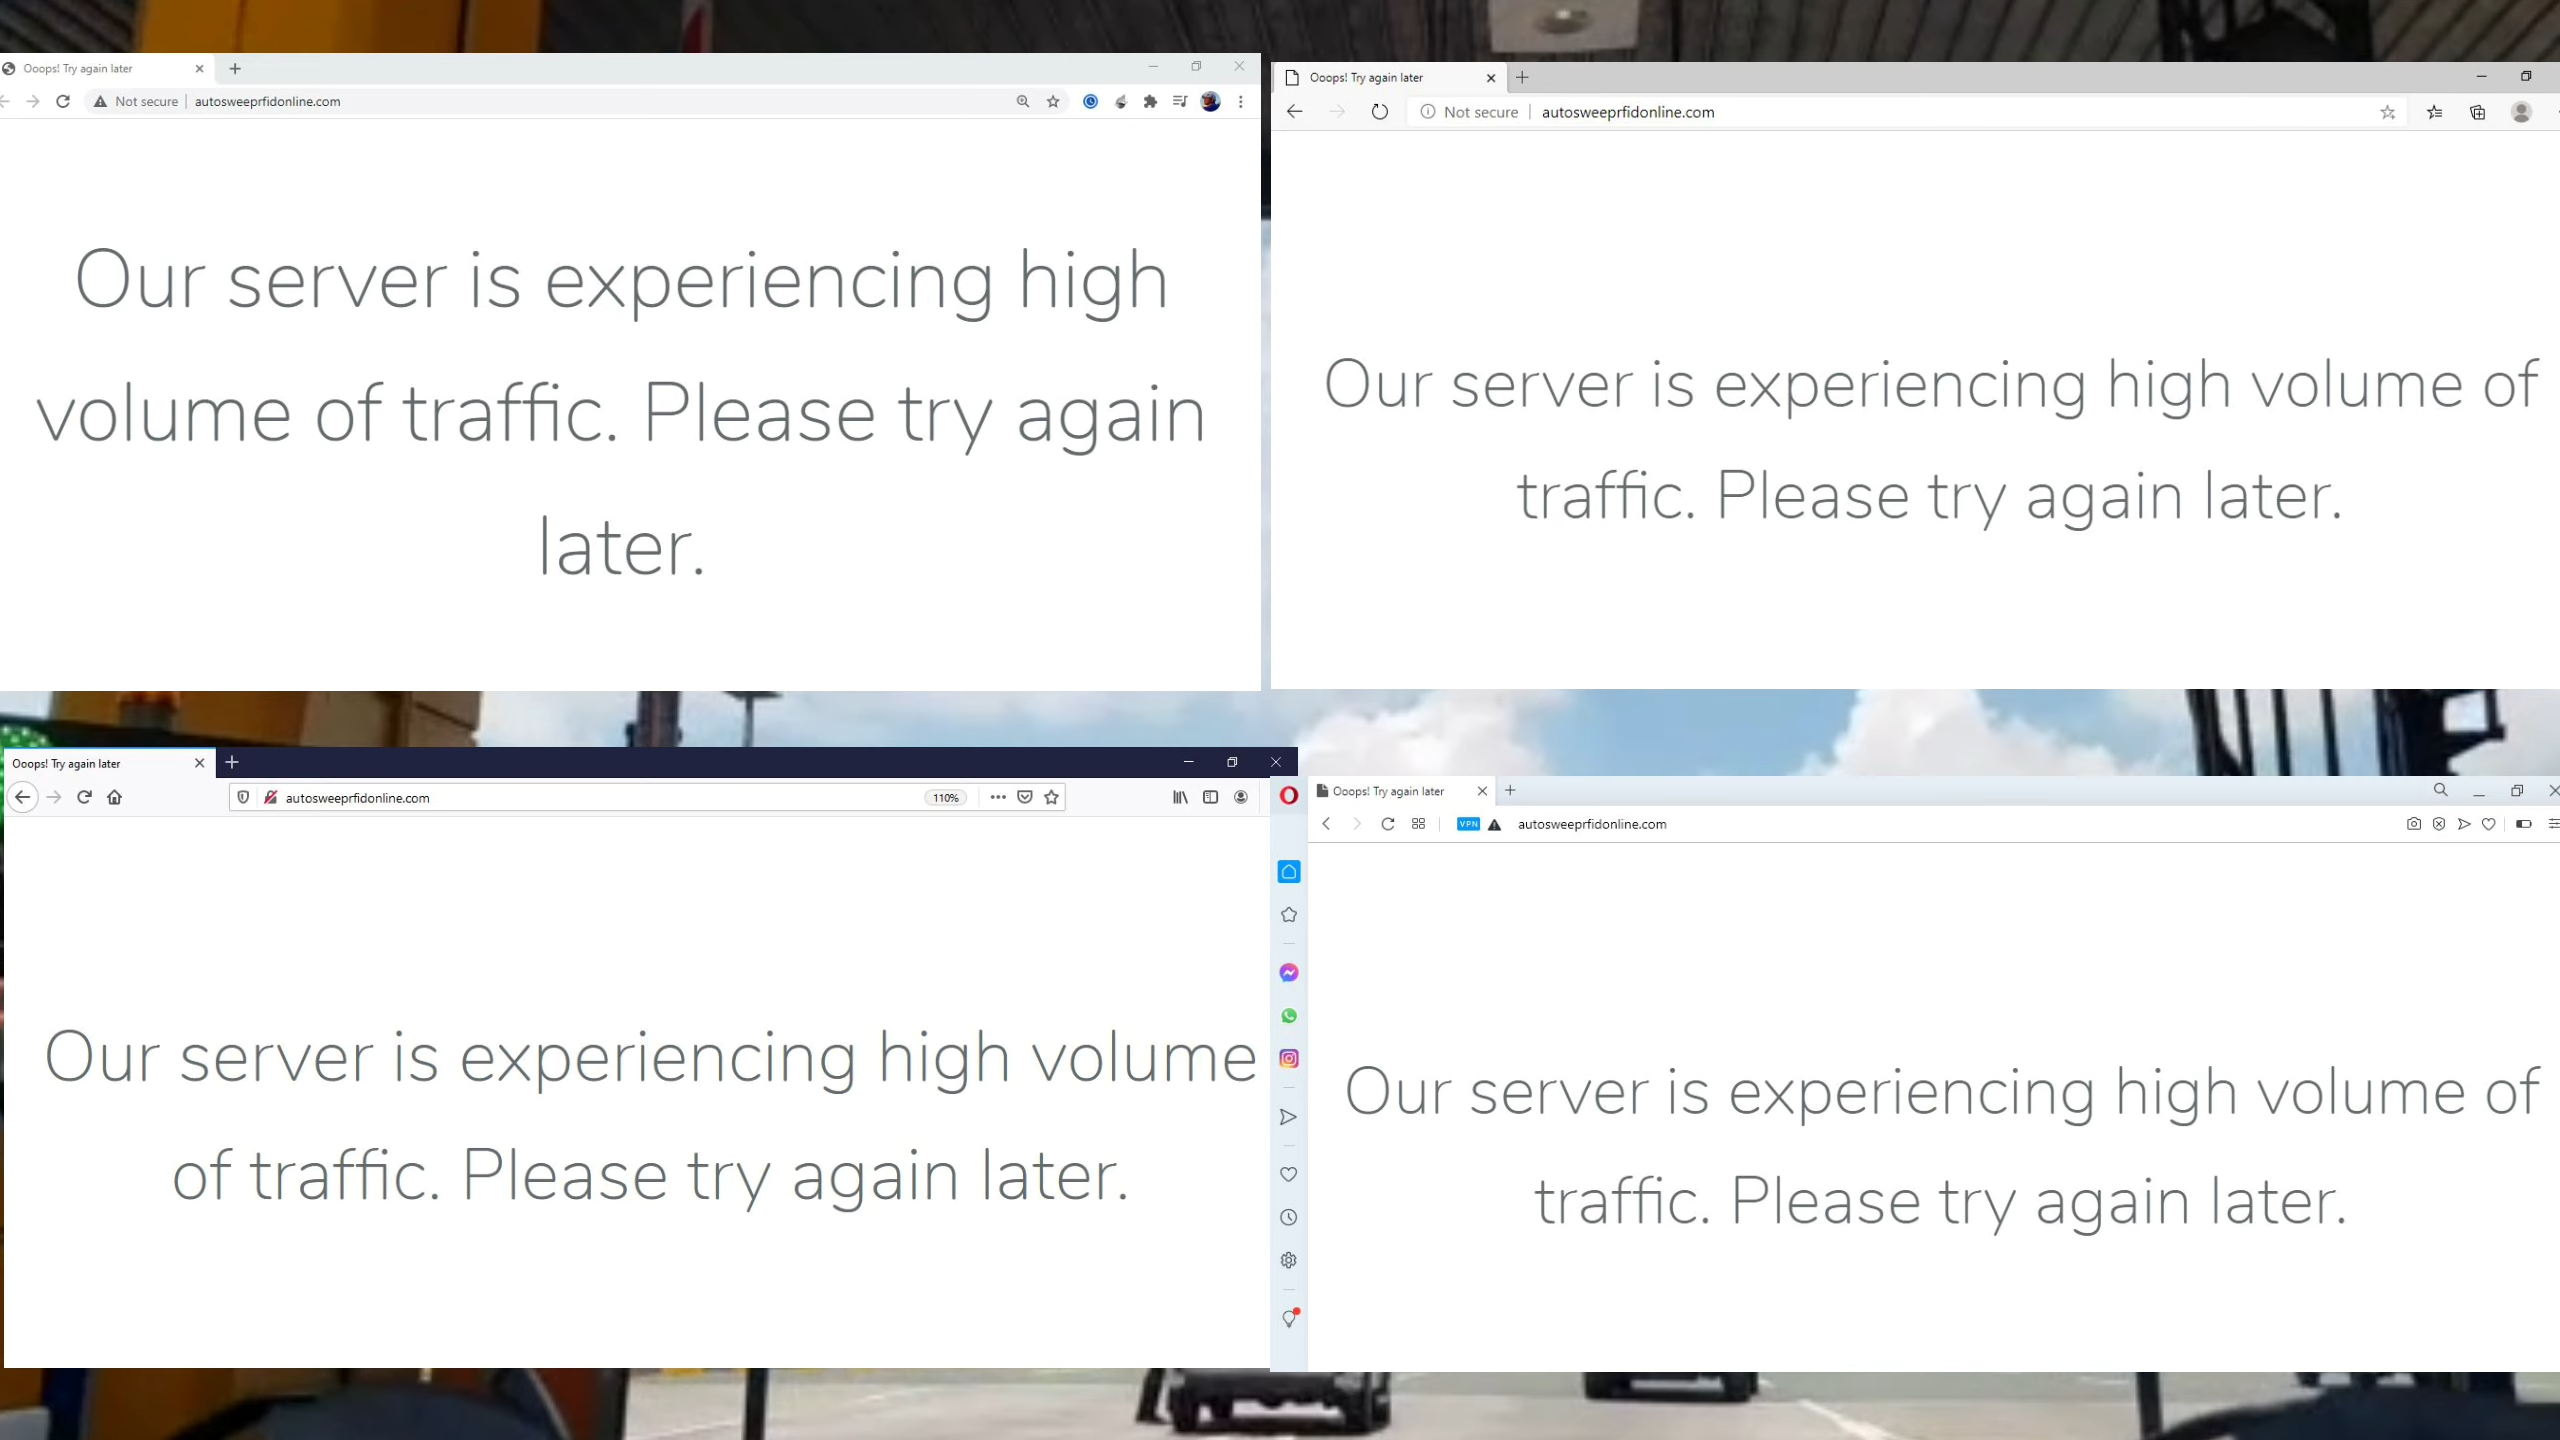 Ooops! Try again later
Not secure | autosweeprfidonline.com
Our server is experiencing high
volume of traffic. Please try again
later.
Ooops! Try again later
Not secure | autosweeprfidonline.com
Our server is experiencing high volume of
traffic. Please try again later.
Ooops! Try again later
autosweeprfidonline.com 110%
Our server is experiencing high volume
of traffic. Please try again later.
Ooops! Try again later
VPN autosweeprfidonline.com
Our server is experiencing high volume of
traffic. Please try again later.